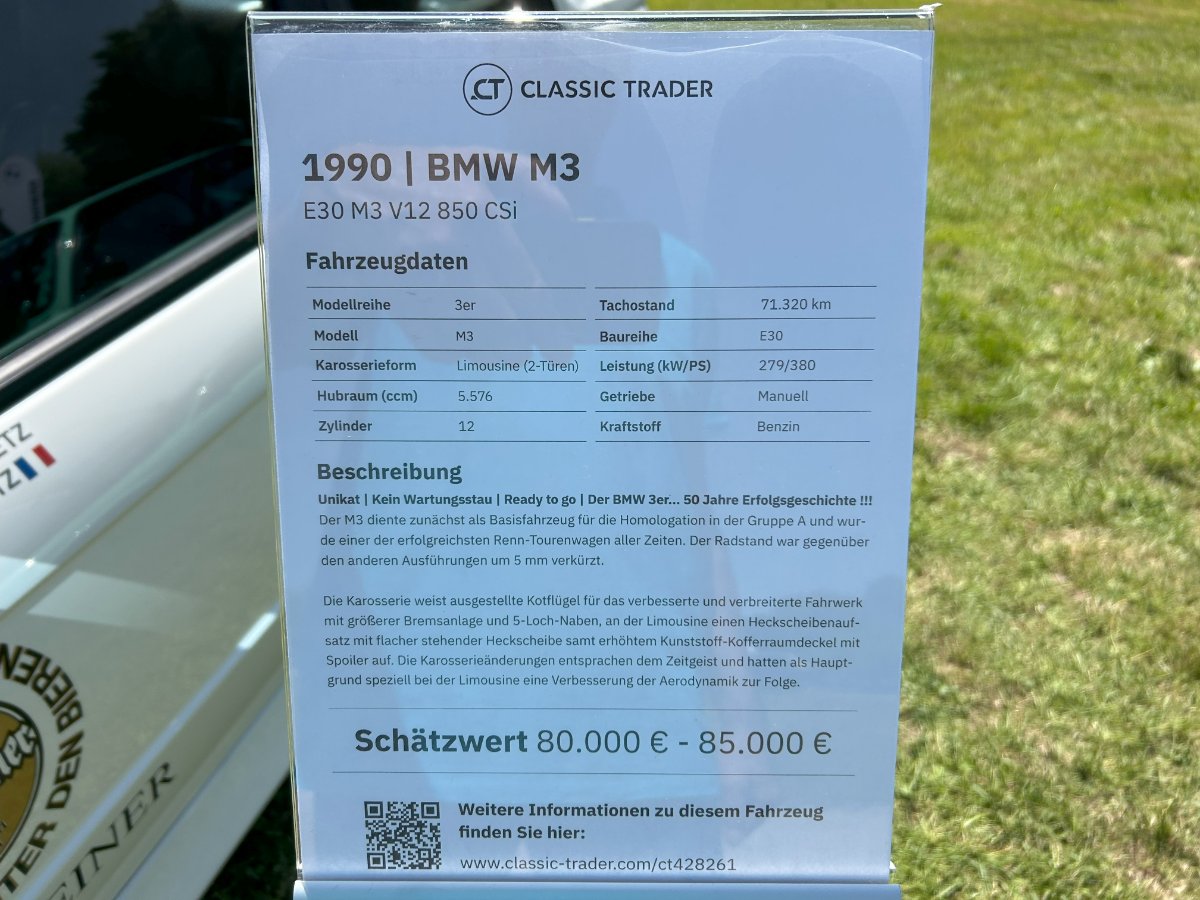 CT CLASSIC TRADER
1990 | BMW M3
E30 M3 V12 850 CSi
Fahrzeugdaten
Modellreihe 3er Tachostand 71.320 km
Modell M3 Baureihe E30
Karosserieform Limousine (2-Türen) Leistung (kW/PS) 279/380
Hubraum (ccm) 5.576 Getriebe Manuell
Zylinder 12 Kraftstoff Benzin
Beschreibung
Unikat | Kein Wartungsstau | Ready to go | Der BMW 3er... 50 Jahre Erfolgsgeschichte !!!
Der M3 diente zunächst als Basisfahrzeug für die Homologation in der Gruppe A und wur-
de einer der erfolgreichsten Renn-Tourenwagen aller Zeiten. Der Radstand war gegenüber
den anderen Ausführungen um 5 mm verkürzt.
Die Karosserie weist ausgestellte Kotflügel für das verbesserte und verbreiterte Fahrwerk
mit größerer Bremsanlage und 5-Loch-Naben, an der Limousine einen Heckscheibenauf-
satz mit flacher stehender Heckscheibe samt erhöhtem Kunststoff-Kofferraumdeckel mit
Spoiler auf. Die Karosserieänderungen entsprachen dem Zeitgeist und hatten als Haupt-
grund speziell bei der Limousine eine Verbesserung der Aerodynamik zur Folge.
Schätzwert 80.000 € - 85.000 €
Weitere Informationen zu diesem Fahrzeug
finden Sie hier:
www.classic-trader.com/ct428261
ETZ
TZ
TER DEN BIEREN
EINER